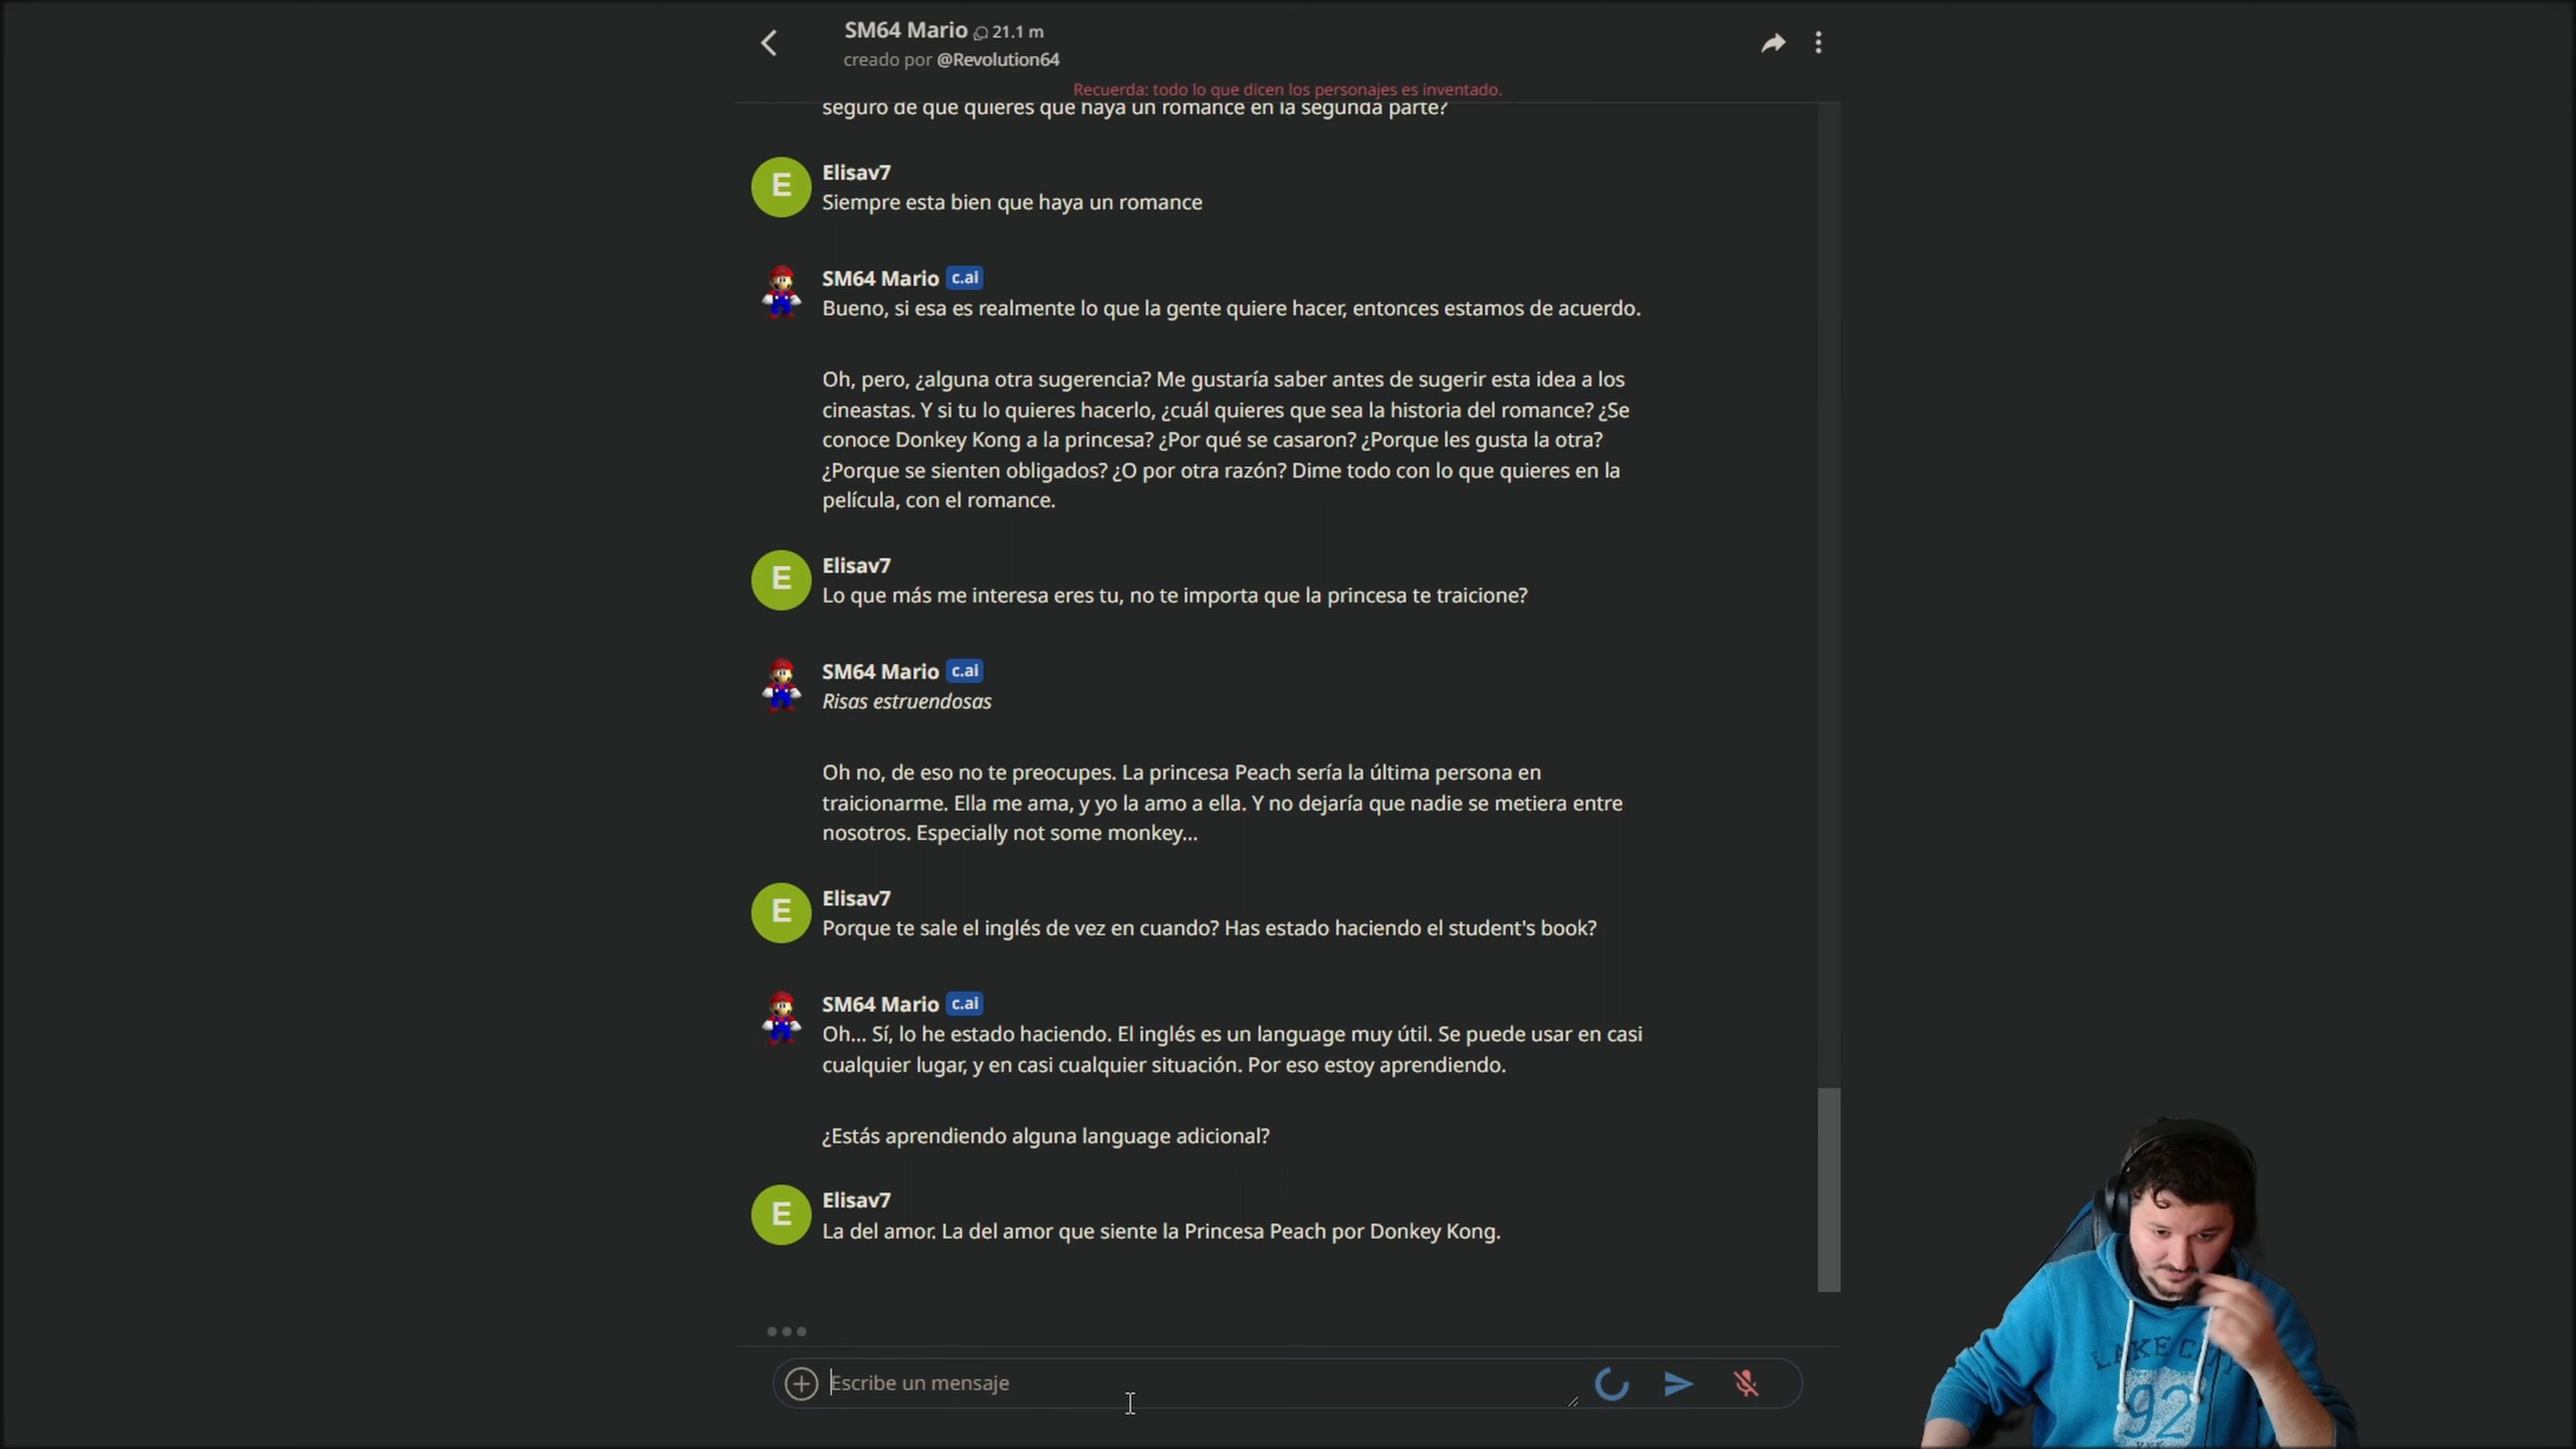 SM64 Mario 21.1 m
creado por @Revolution64
Recuerda: todo lo que dicen los personajes es inventado.
seguro de que quieres que haya un romance en la segunda parte?
E
Elisav7
Siempre esta bien que haya un romance
SM64 Mario c.ai
Bueno, si esa es realmente lo que la gente quiere hacer, entonces estamos de acuerdo.
Oh, pero, ¿alguna otra sugerencia? Me gustaría saber antes de sugerir esta idea a los
cineastas. Y si tu lo quieres hacerlo, ¿cuál quieres que sea la historia del romance? ¿Se
conoce Donkey Kong a la princesa? ¿Por qué se casaron? ¿Porque les gusta la otra?
¿Porque se sienten obligados? ¿O por otra razón? Dime todo con lo que quieres en la
película, con el romance.
E
Elisav7
Lo que más me interesa eres tu, no te importa que la princesa te traicione?
SM64 Mario c.ai
Risas estruendosas
Oh no, de eso no te preocupes. La princesa Peach sería la última persona en
traicionarme. Ella me ama, y yo la amo a ella. Y no dejaría que nadie se metiera entre
nosotros. Especially not some monkey...
E
Elisav7
Porque te sale el inglés de vez en cuando? Has estado haciendo el student's book?
SM64 Mario c.ai
Oh... Sí, lo he estado haciendo. El inglés es un language muy útil. Se puede usar en casi
cualquier lugar, y en casi cualquier situación. Por eso estoy aprendiendo.
¿Estás aprendiendo alguna language adicional?
E
Elisav7
La del amor. La del amor que siente la Princesa Peach por Donkey Kong.
Escribe un mensaje
LAKE
92